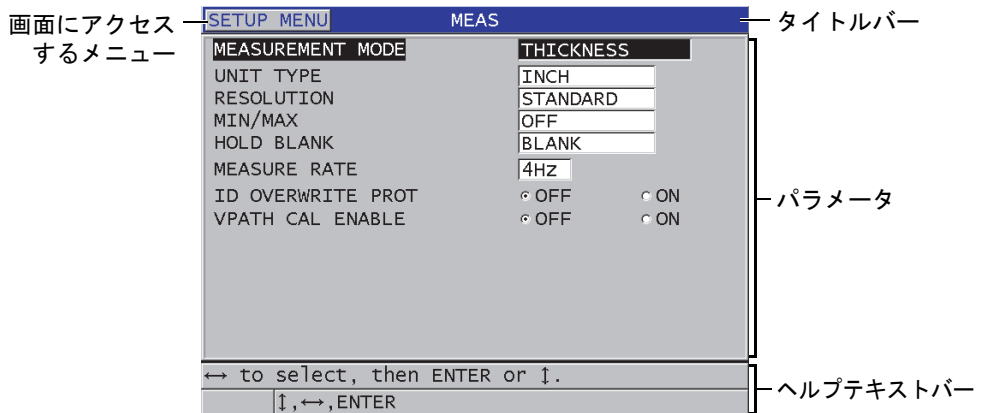 画面にアクセス
するメニュー
SETUP MENU MEAS
タイトルバー
MEASUREMENT MODE THICKNESS
UNIT TYPE INCH
RESOLUTION STANDARD
MIN/MAX OFF
HOLD BLANK BLANK
MEASURE RATE 4Hz
ID OVERWRITE PROT OFF ON
VPATH CAL ENABLE OFF ON
パラメータ
↔ to select, then ENTER or ↕.
↕,↔,ENTER
ヘルプテキストバー